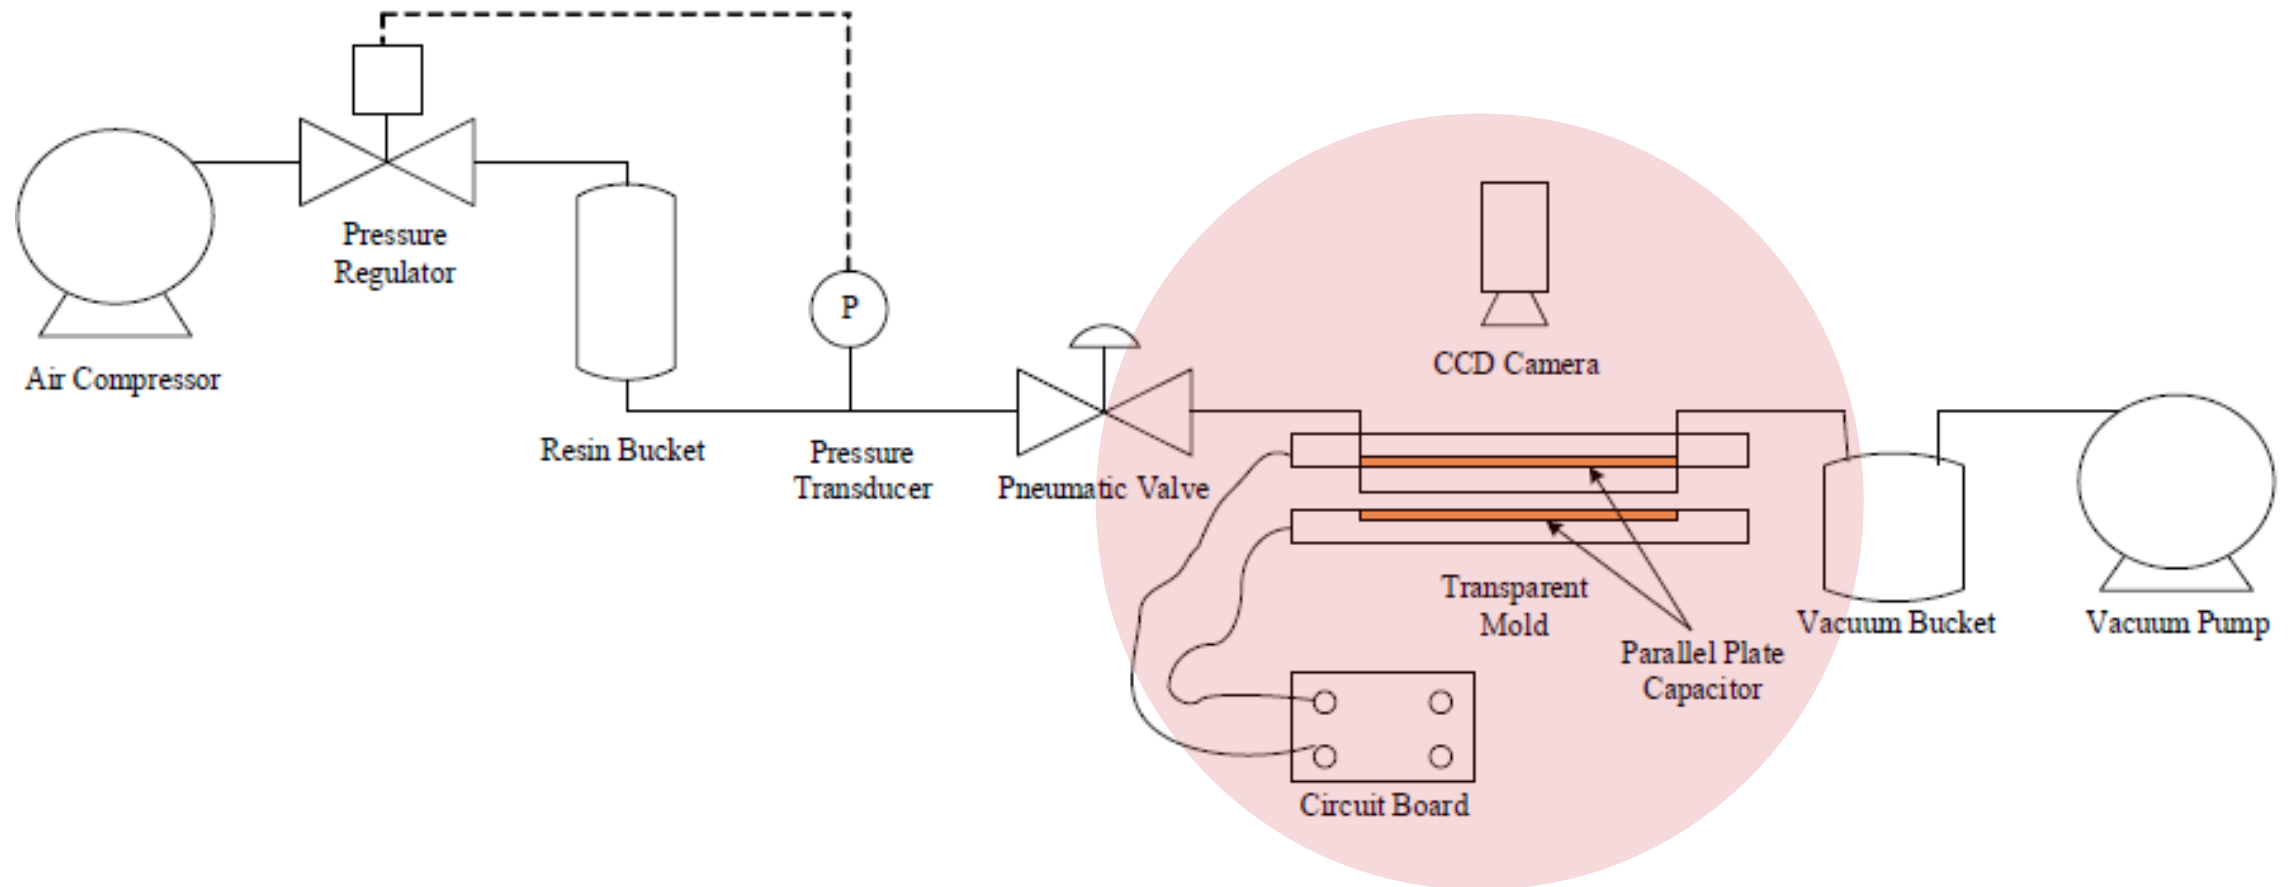 Pressure
Regulator
Air Compressor
Resin Bucket
P
Pressure
Transducer
Pneumatic Valve
CCD Camera
Transparent
Mold
Parallel Plate
Capacitor
Circuit Board
Vacuum Bucket
Vacuum Pump